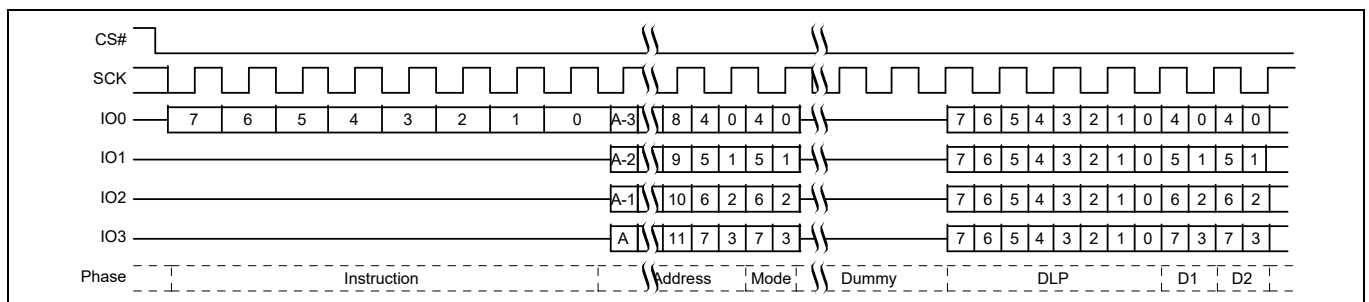 CS#
SCK
IO0 7 6 5 4 3 2 1 0 A-3 8 4 0 4 0 7 6 5 4 3 2 1 0 4 0 4 0
IO1 A-2 9 5 1 5 1 7 6 5 4 3 2 1 0 5 1 5 1
IO2 A-1 10 6 2 6 2 7 6 5 4 3 2 1 0 6 2 6 2
IO3 A 11 7 3 7 3 7 6 5 4 3 2 1 0 7 3 7 3
Phase Instruction Address Mode Dummy DLP D1 D2